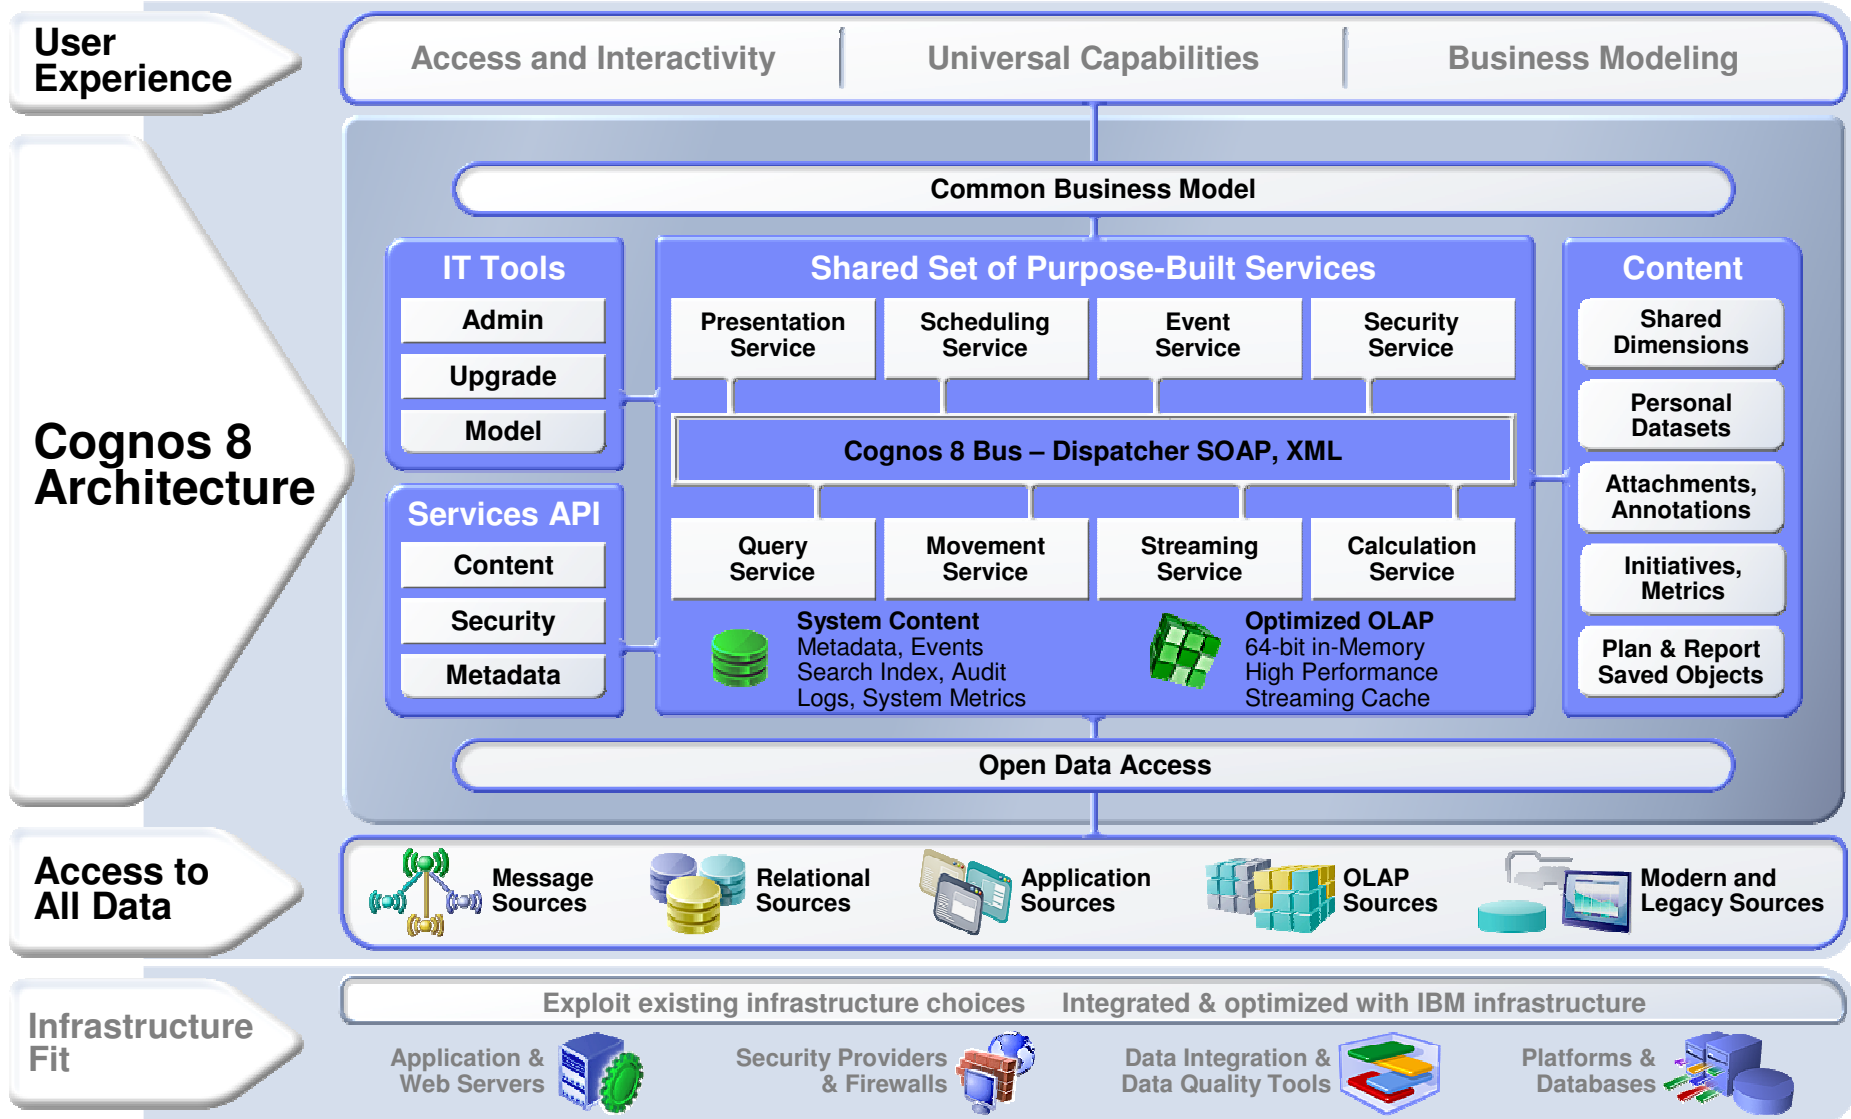 User
Experience
Access and Interactivity
Universal Capabilities
Business Modeling
Cognos 8
Architecture
Common Business Model
IT Tools
Admin
Upgrade
Model
Services API
Content
Security
Metadata
Shared Set of Purpose-Built Services
Presentation
Service
Scheduling
Service
Event
Service
Security
Service
Cognos 8 Bus – Dispatcher SOAP, XML
Query
Service
Movement
Service
Streaming
Service
Calculation
Service
System Content
Metadata, Events
Search Index, Audit
Logs, System Metrics
Optimized OLAP
64-bit in-Memory
High Performance
Streaming Cache
Content
Shared
Dimensions
Personal
Datasets
Attachments,
Annotations
Initiatives,
Metrics
Plan & Report
Saved Objects
Open Data Access
Access to
All Data
Message
Sources
Relational
Sources
Application
Sources
OLAP
Sources
Modern and
Legacy Sources
Infrastructure
Fit
Exploit existing infrastructure choices
Integrated & optimized with IBM infrastructure
Application &
Web Servers
Security Providers
& Firewalls
Data Integration &
Data Quality Tools
Platforms &
Databases